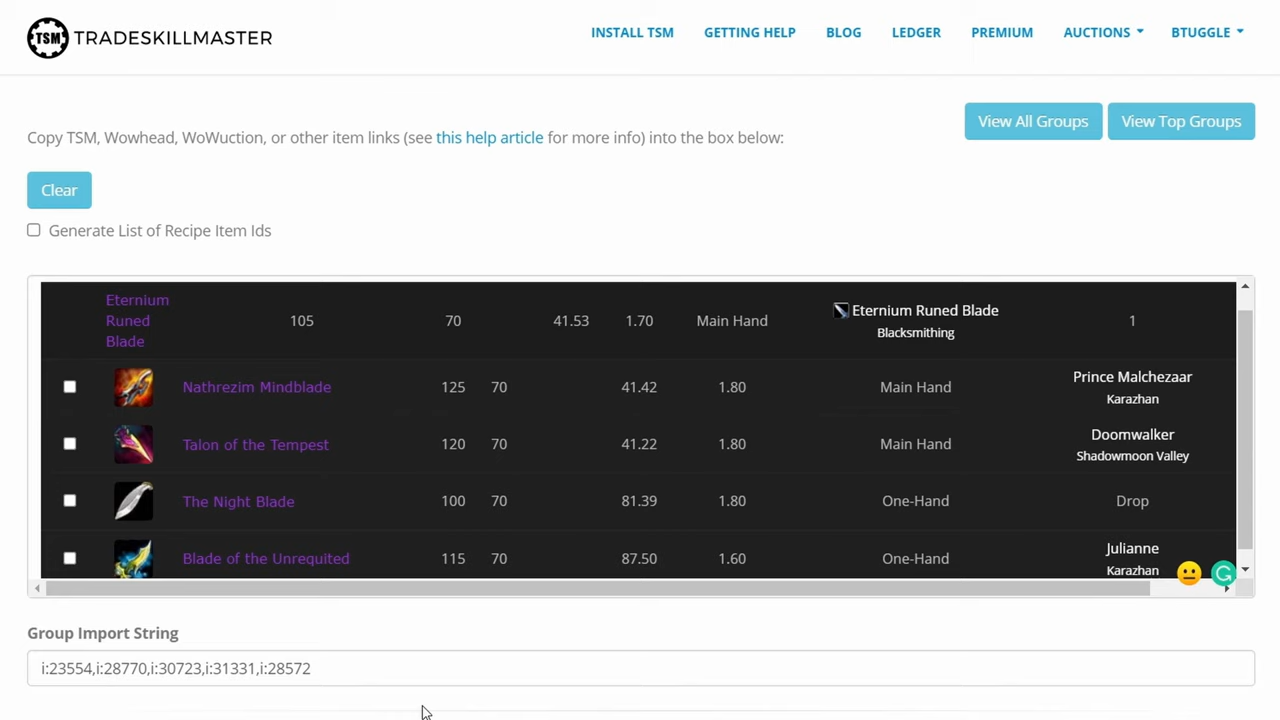 TSM TRADESKILLMASTER INSTALL TSM GETTING HELP BLOG LEDGER PREMIUM AUCTIONS BTUGGLE
View All Groups View Top Groups
Copy TSM, Wowhead, WoWuction, or other item links (see this help article for more info) into the box below:
Clear
Generate List of Recipe Item Ids
Eternium
Runed
Blade
105 70 41.53 1.70 Main Hand Eternium Runed Blade 1
Blacksmithing
Nathrezim Mindblade 125 70 41.42 1.80 Main Hand Prince Malchezaar
Karazhan
Talon of the Tempest 120 70 41.22 1.80 Main Hand Doomwalker
Shadowmoon Valley
The Night Blade 100 70 81.39 1.80 One-Hand Drop
Blade of the Unrequited 115 70 87.50 1.60 One-Hand Julianne
Karazhan
Group Import String
i:23554,i:28770,i:30723,i:31331,i:28572